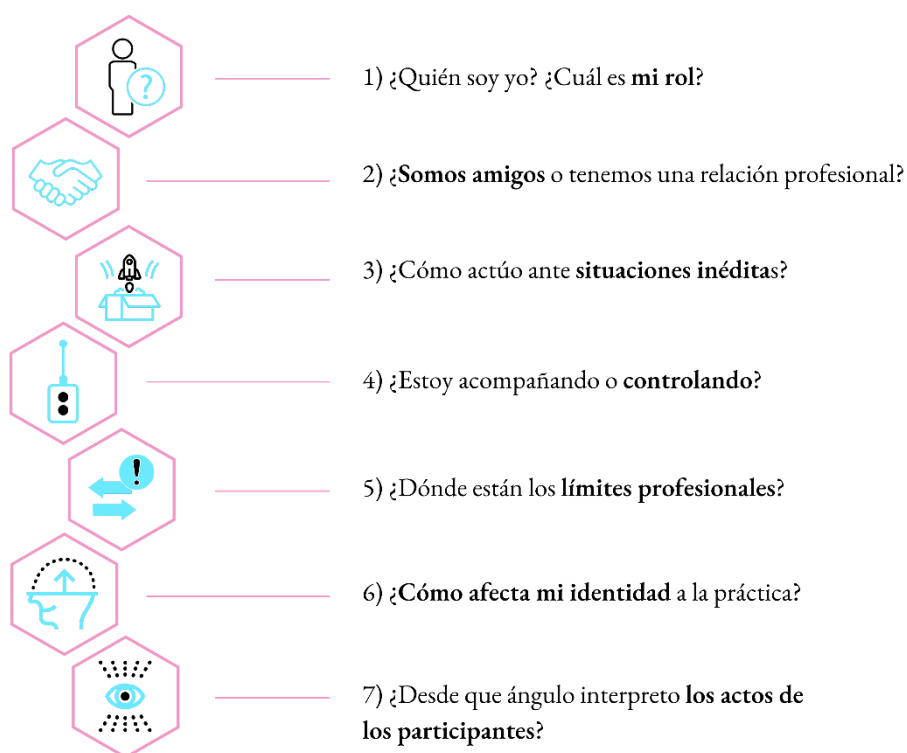 1) ¿Quién soy yo? ¿Cuál es mi rol?
2) ¿Somos amigos o tenemos una relación profesional?
3) ¿Cómo actúo ante situaciones inéditas?
4) ¿Estoy acompañando o controlando?
5) ¿Dónde están los límites profesionales?
6) ¿Cómo afecta mi identidad a la práctica?
7) ¿Desde que ángulo interpreto los actos de
los participantes?